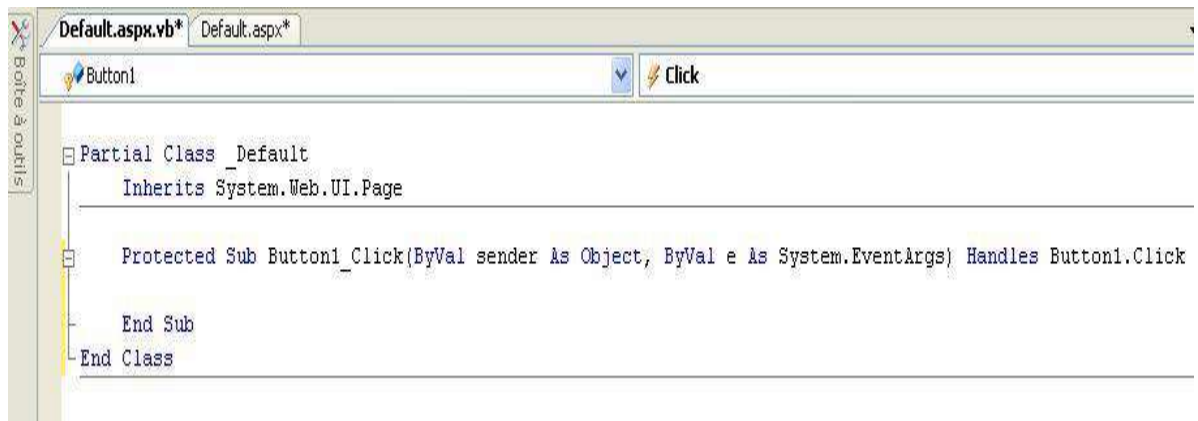 Default.aspx.vb* Default.aspx*
Boîte à outils
Button1 Click
Partial Class _Default
Inherits System.Web.UI.Page
Protected Sub Button1_Click(ByVal sender As Object, ByVal e As System.EventArgs) Handles Button1.Click
End Sub
End Class